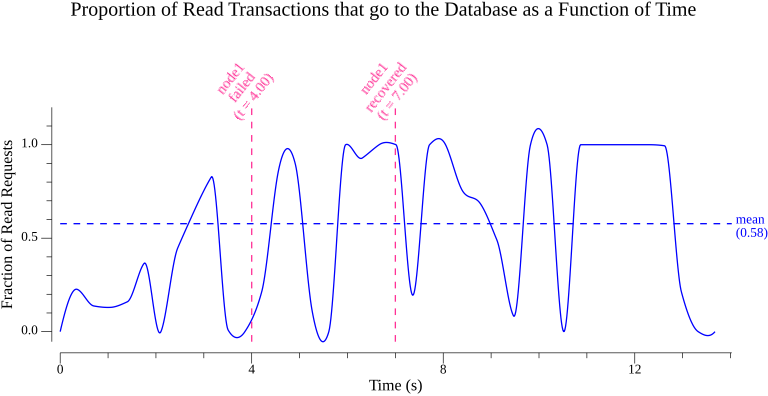 Proportion of Read Transactions that go to the Database as a Function of Time
node1
failed
(t = 4.00)
node1
recovered
(t = 7.00)
Fraction of Read Requests
1.0
0.5
0.0
mean
(0.58)
0
4
8
12
Time (s)